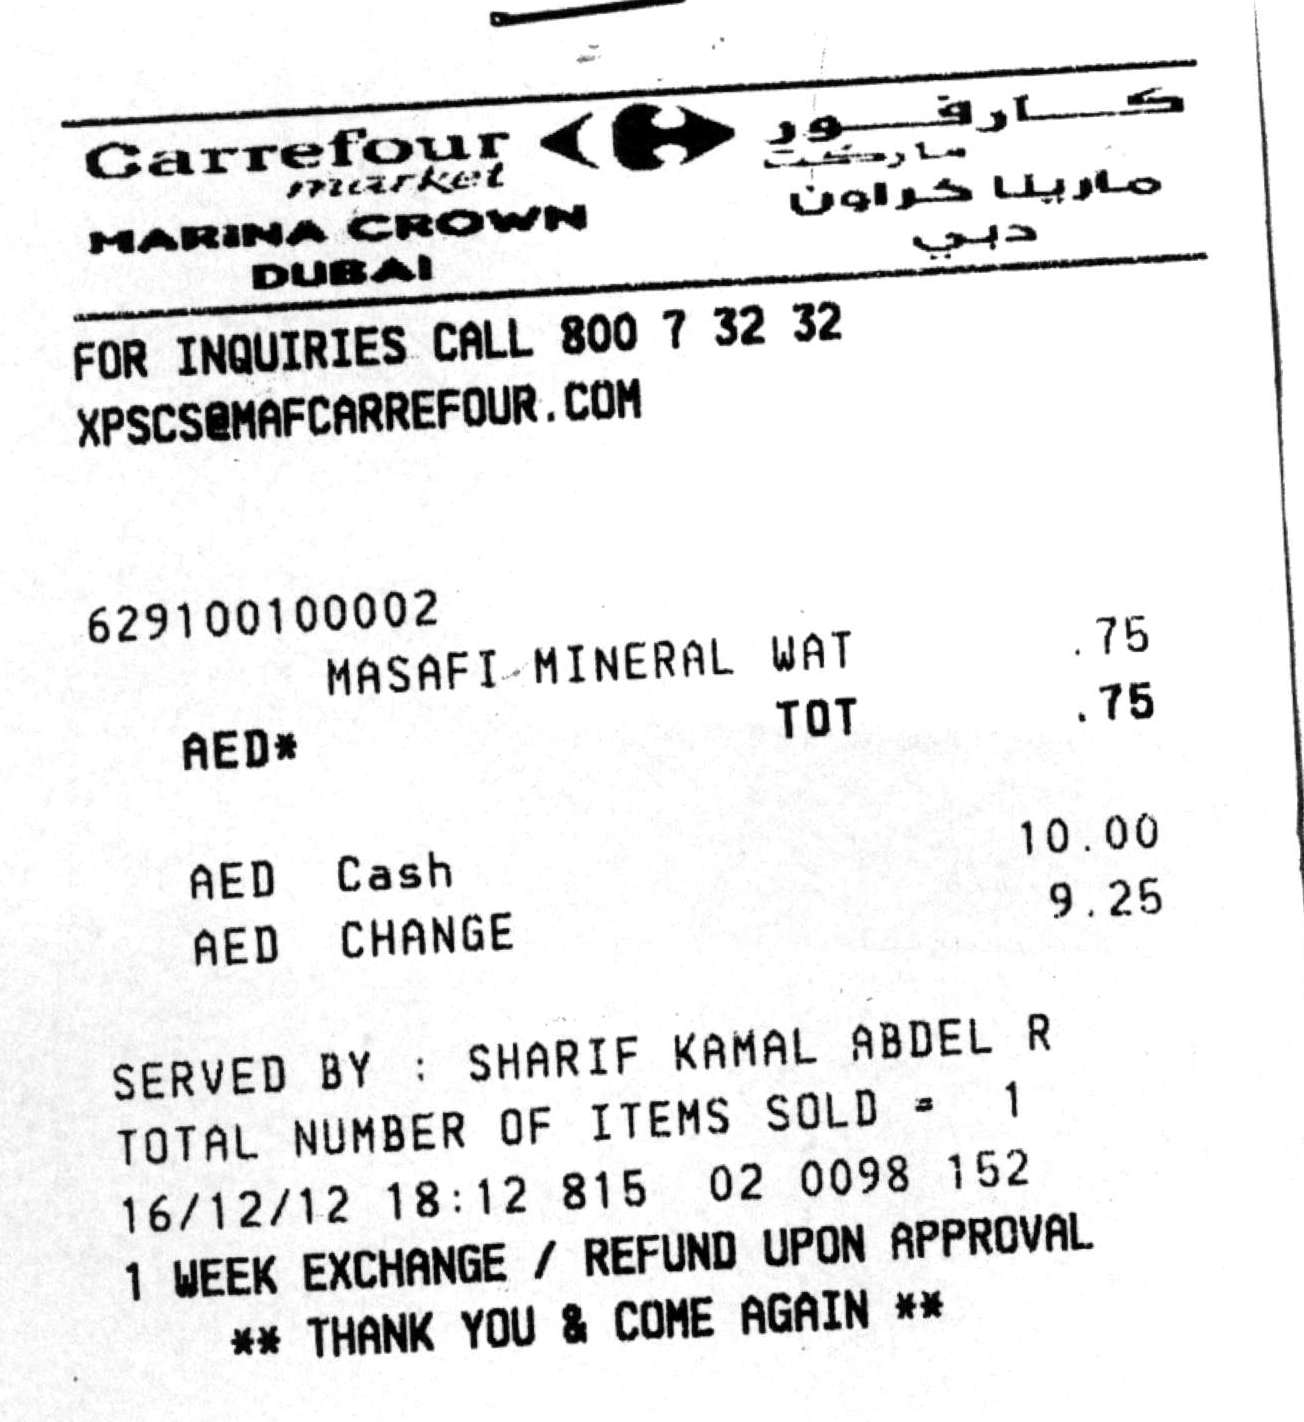 Carrefour كارفور
market ماركت
MARINA CROWN مارينا كراون
DUBAI دبي
FOR INQUIRIES CALL 800 7 32 32
XPSCS@MAFCARREFOUR.COM
629100100002
MASAFI MINERAL WAT .75
AED* TOT .75
AED Cash 10.00
AED CHANGE 9.25
SERVED BY : SHARIF KAMAL ABDEL R
TOTAL NUMBER OF ITEMS SOLD = 1
16/12/12 18:12 815 02 0098 152
1 WEEK EXCHANGE / REFUND UPON APPROVAL
** THANK YOU & COME AGAIN **